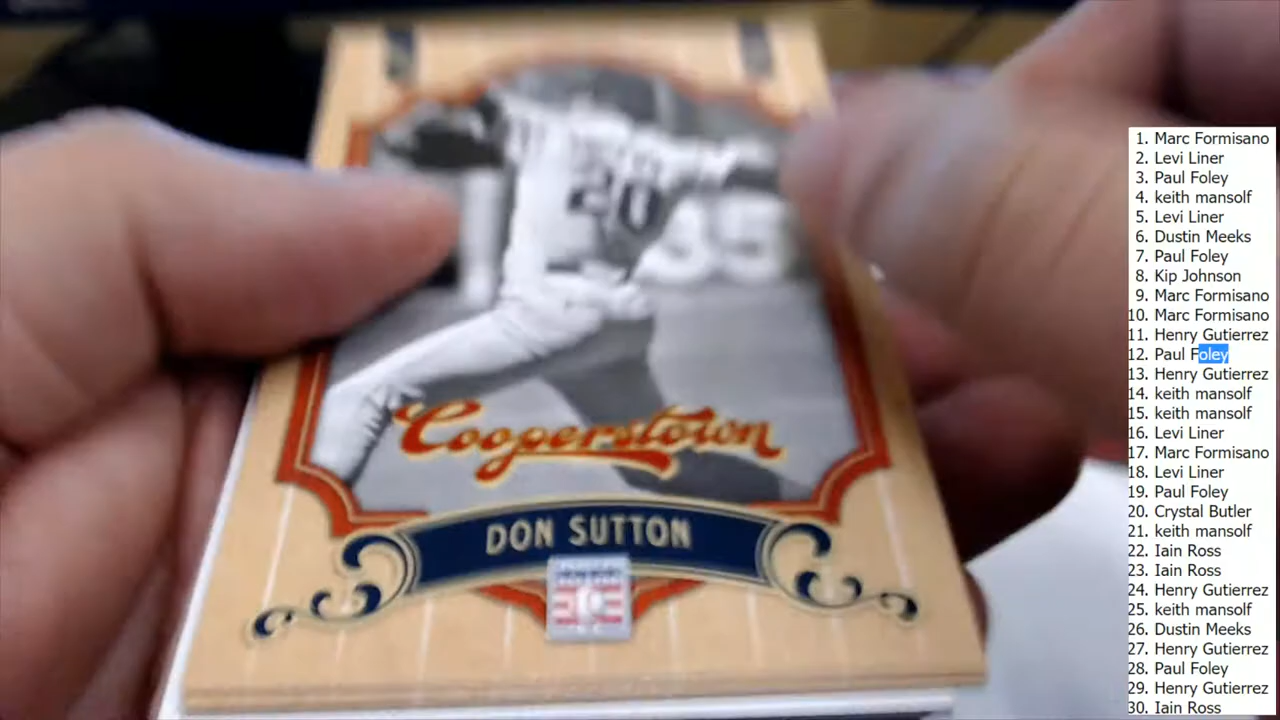 20
Cooperstown
DON SUTTON
1. Marc Formisano
2. Levi Liner
3. Paul Foley
4. keith mansolf
5. Levi Liner
6. Dustin Meeks
7. Paul Foley
8. Kip Johnson
9. Marc Formisano
10. Marc Formisano
11. Henry Gutierrez
12. Paul Foley
13. Henry Gutierrez
14. keith mansolf
15. keith mansolf
16. Levi Liner
17. Marc Formisano
18. Levi Liner
19. Paul Foley
20. Crystal Butler
21. keith mansolf
22. Iain Ross
23. Iain Ross
24. Henry Gutierrez
25. keith mansolf
26. Dustin Meeks
27. Henry Gutierrez
28. Paul Foley
29. Henry Gutierrez
30. Iain Ross